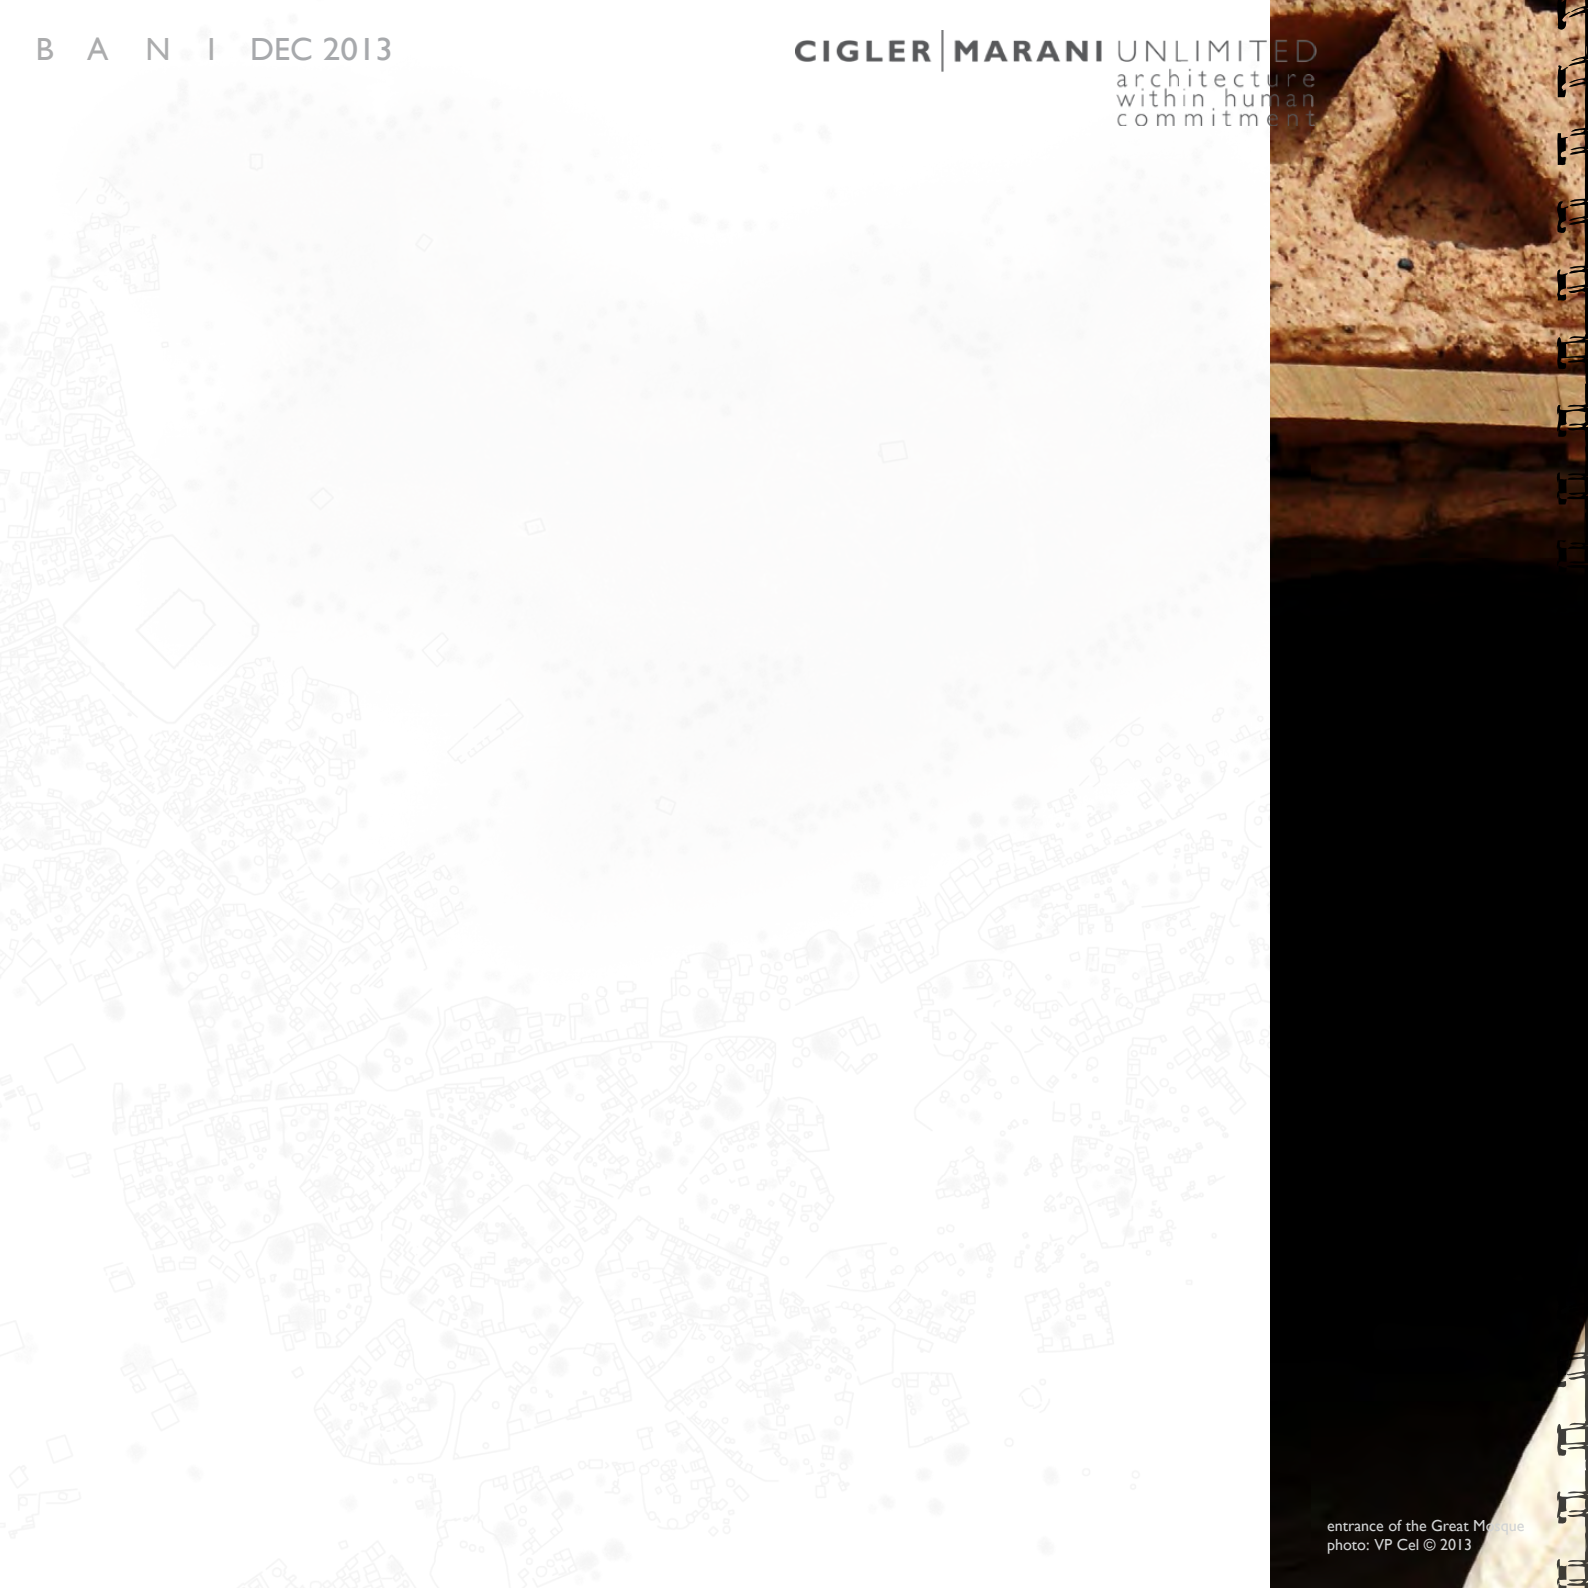 B A N I DEC 2013
CIGLER MARANI UNLIMITED
architecture
within human
commitment
entrance of the Great Mosque
photo: VP Cel © 2013